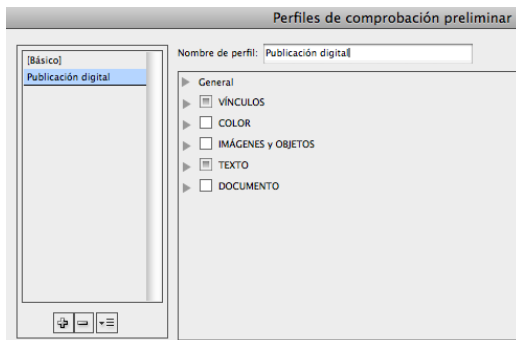 Perfiles de comprobación preliminar
[Básico]
Publicación digital
Nombre de perfil: Publicación digital
General
VÍNCULOS
COLOR
IMÁGENES y OBJETOS
TEXTO
DOCUMENTO